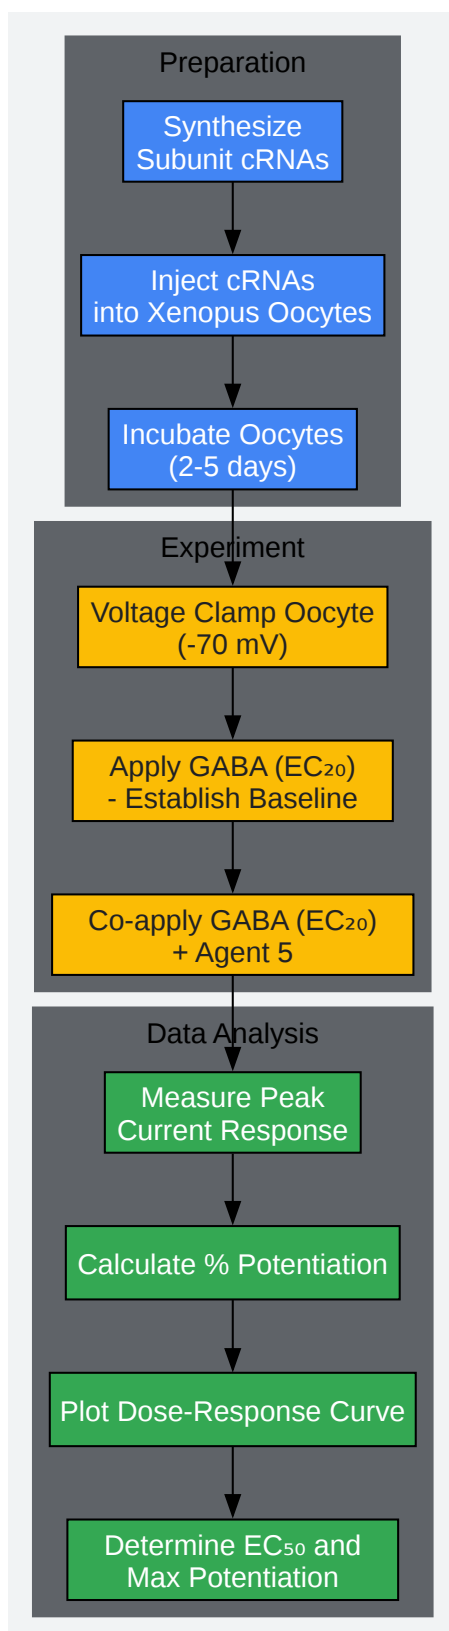 Preparation
Synthesize
Subunit cRNAs
Inject cRNAs
into Xenopus Oocytes
Incubate Oocytes
(2-5 days)
Experiment
Voltage Clamp Oocyte
(-70 mV)
Apply GABA (EC₂₀)
- Establish Baseline
Co-apply GABA (EC₂₀)
+ Agent 5
Data Analysis
Measure Peak
Current Response
Calculate % Potentiation
Plot Dose-Response Curve
Determine EC₅₀ and
Max Potentiation